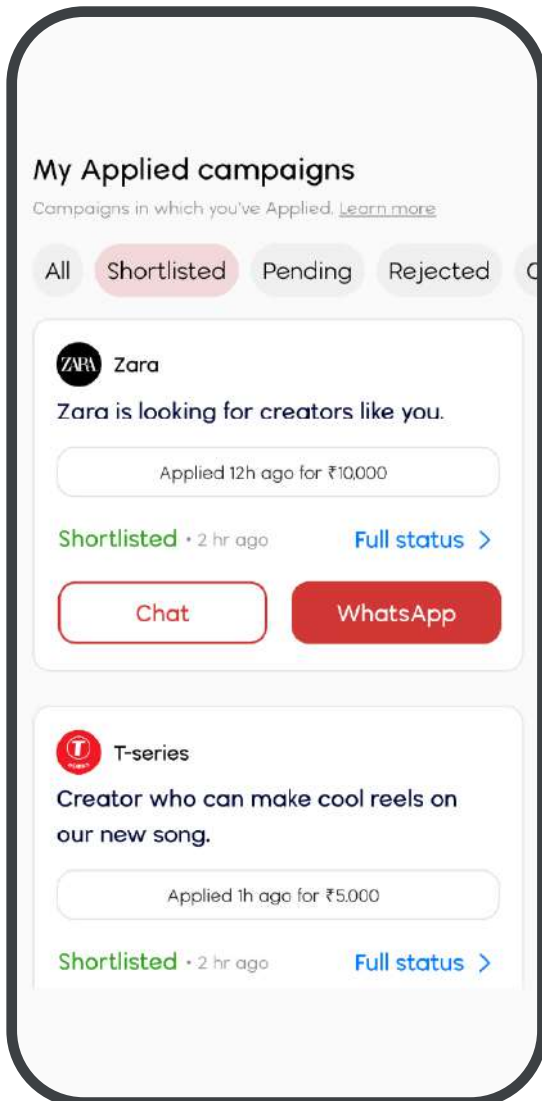 My Applied campaigns
Campaigns in which you've Applied. Learn more
All Shortlisted Pending Rejected
ZARA Zara
Zara is looking for creators like you.
Applied 12h ago for ₹10,000
Shortlisted • 2 hr ago Full status >
Chat WhatsApp
T T-series
Creator who can make cool reels on
our new song.
Applied 1h ago for ₹5.000
Shortlisted • 2 hr ago Full status >